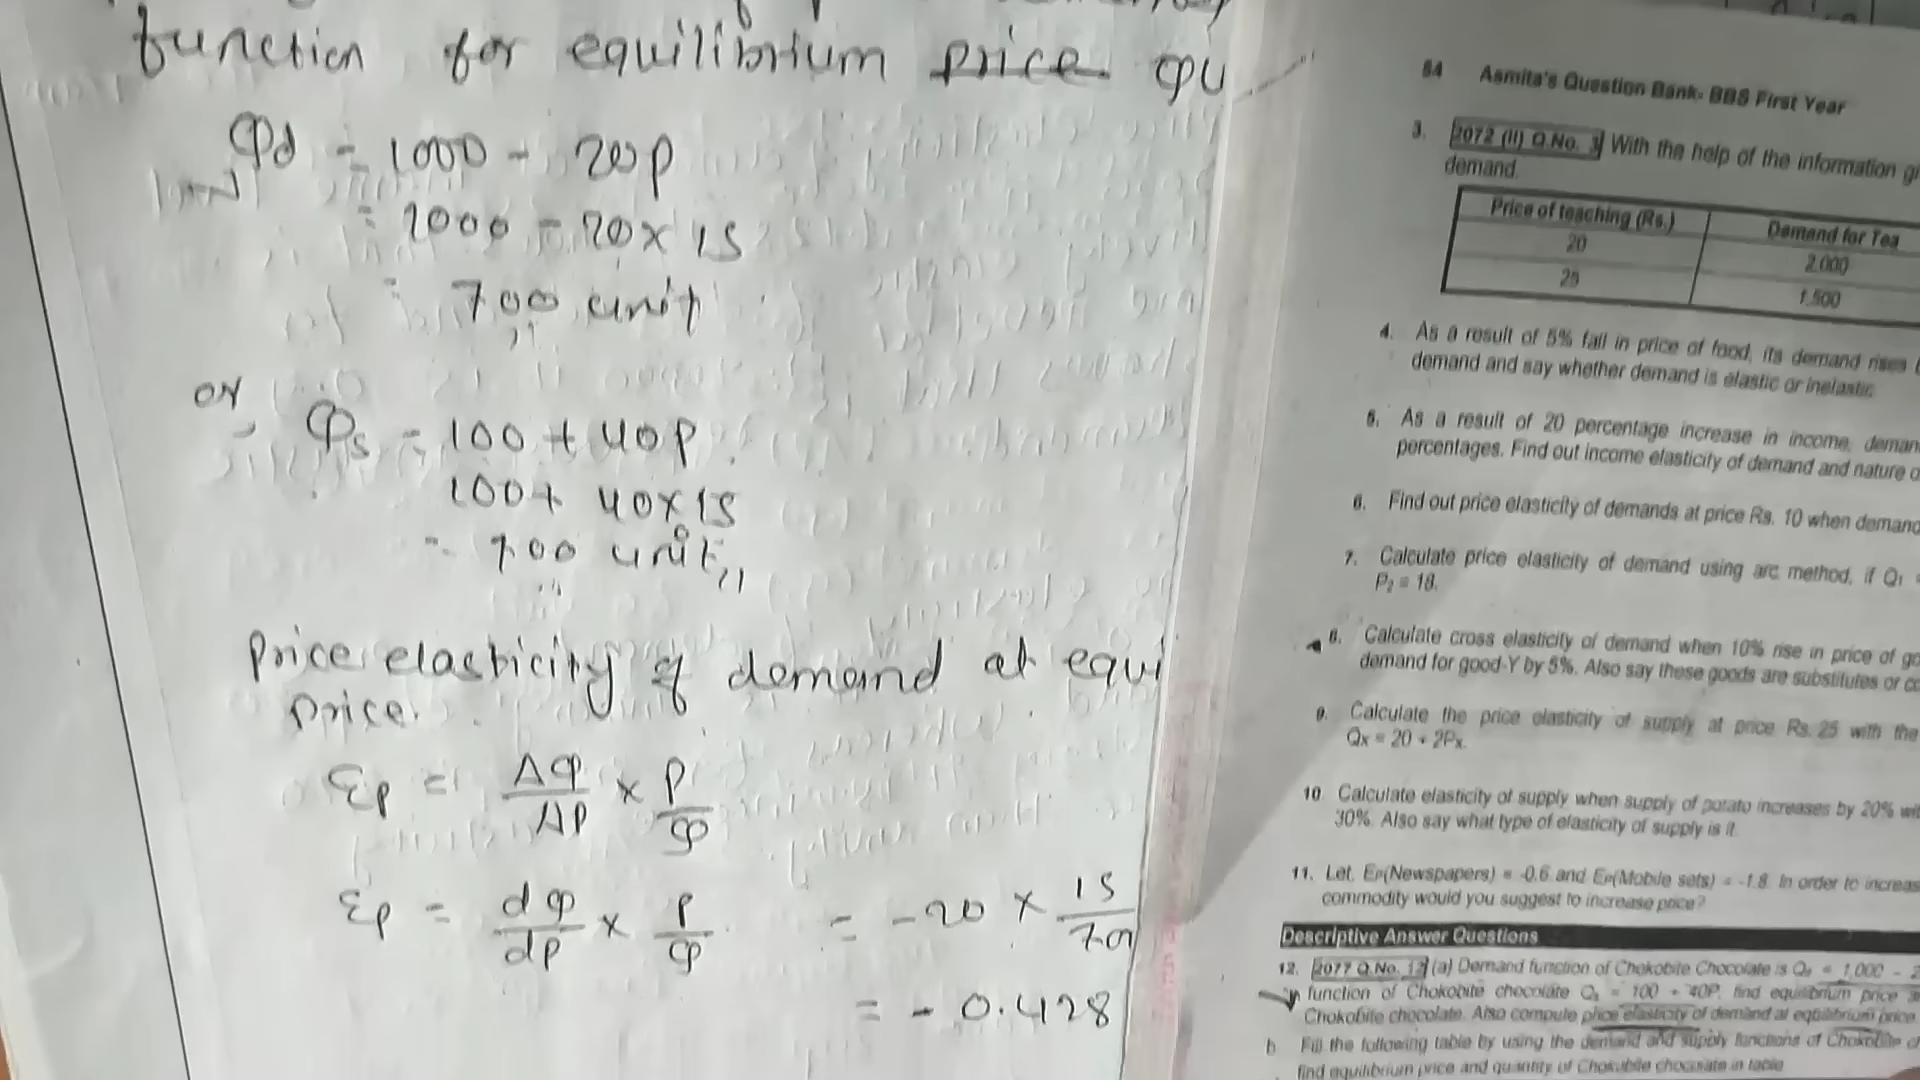 function for equilibrium price qu
Qd = 1000 - 20p
= 1000 - 20 x 15
= 700 unit
or, Qs = 100 + 40p
100 + 40 x 15
= 700 unit,,
Price elasticity of demand at equi
price.
Ep = ΔQ/ΔP x P/Q
Ep = dQ/dp x P/Q = -20 x 15/70
= -0.428
84 Asmita's Question Bank- BBS First Year
3. 2072 (II) Q.No. 3 With the help of the information gi
demand.
Price of teaching (Rs.) Demand for Tea
20 2,000
25 1,500
4. As a result of 5% fall in price of food, its demand rises
demand and say whether demand is elastic or inelastic.
5. As a result of 20 percentage increase in income, deman
percentages. Find out income elasticity of demand and nature o
6. Find out price elasticity of demands at price Rs. 10 when demand
7. Calculate price elasticity of demand using arc method, if Q1
P2 = 18.
8. Calculate cross elasticity of demand when 10% rise in price of go
demand for good-Y by 5%. Also say these goods are substitutes or co
9. Calculate the price elasticity of supply at price Rs. 25 with the
Qx = 20 + 2Px.
10. Calculate elasticity of supply when supply of potato increases by 20% wit
30%. Also say what type of elasticity of supply is it.
11. Let, EP(Newspapers) = -0.6 and EP(Mobile sets) = -1.8. In order to increas
commodity would you suggest to increase price?
Descriptive Answer Questions
12. 2077 Q.No. 12 (a) Demand function of Chokobite Chocolate is Qd = 1,000 - 2
function of Chokobite chocolate Qs = 100 + 40P, find equilibrium price
Chokobite chocolate. Also compute price elasticity of demand at equilibrium price.
b Fill the following table by using the demand and supply functions of Chokobite
find equilibrium price and quantity of Chokobite chocolate in table